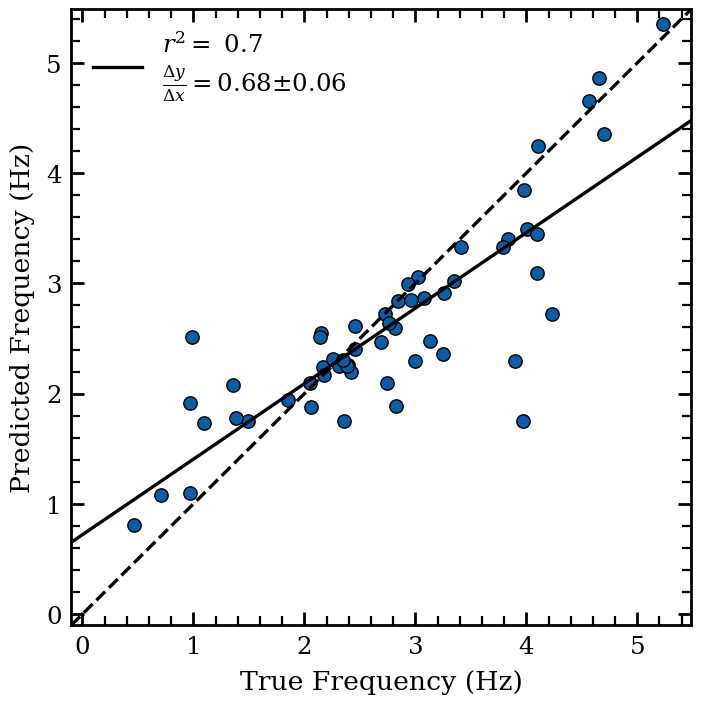 r² = 0.7
Δy/Δx = 0.68±0.06
Predicted Frequency (Hz)
5
4
3
2
1
0
0 1 2 3 4 5
True Frequency (Hz)